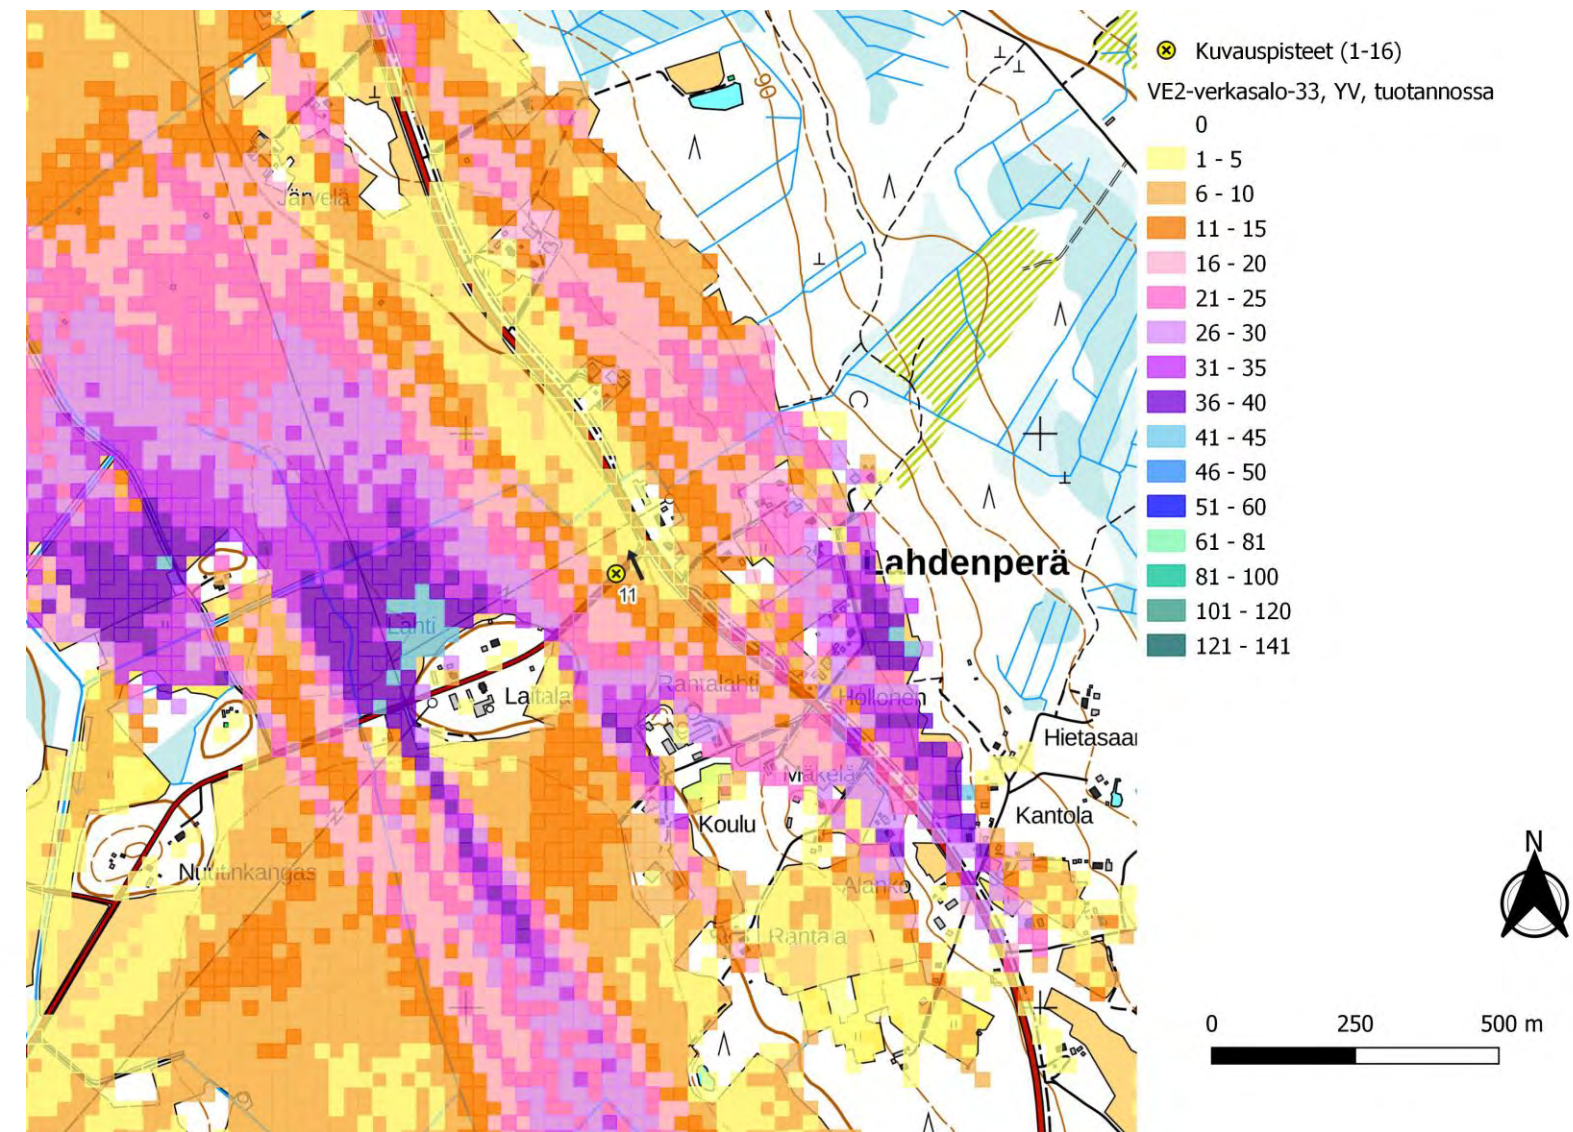 Kuvauspisteet (1-16)
VE2-verkasalo-33, YV, tuotannossa
0
1 - 5
6 - 10
11 - 15
16 - 20
21 - 25
26 - 30
31 - 35
36 - 40
41 - 45
46 - 50
51 - 60
61 - 81
81 - 100
101 - 120
121 - 141
90
Järvelä
Lahdenperä
11
Lahti
Laitala
Rantalahti
Hollonen
Hietasaar
Mäkelä
Kantola
Koulu
Nuutinkangas
Alanko
Rantala
N
0 250 500 m